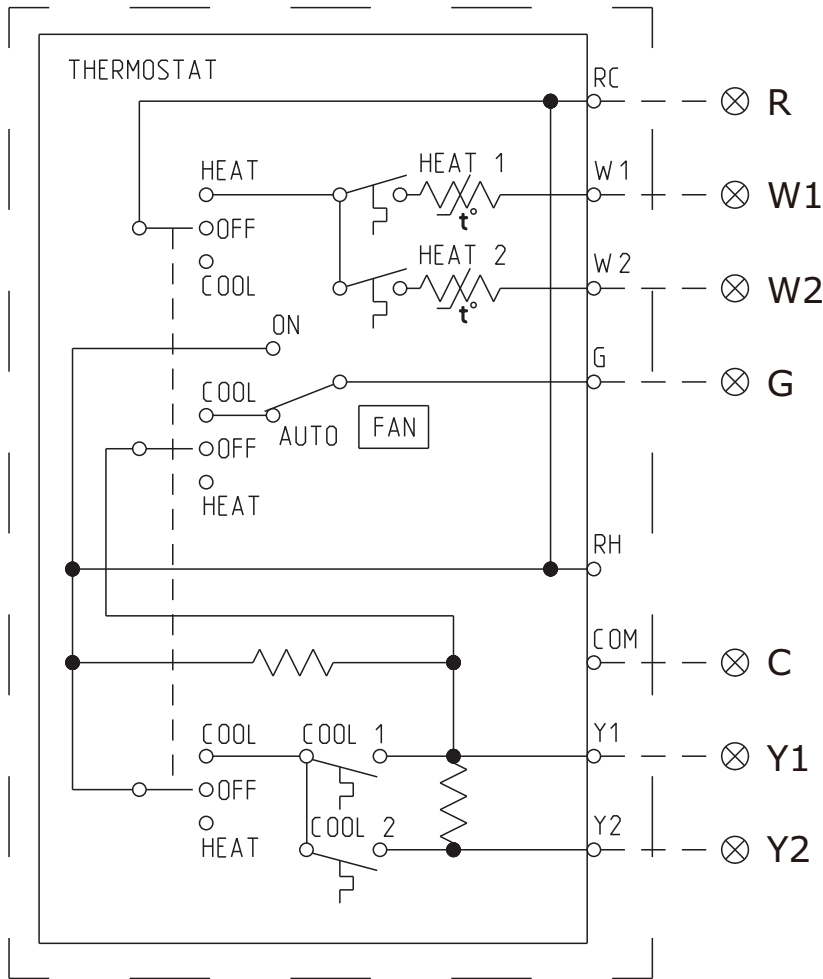 THERMOSTAT
RC
R
HEAT
HEAT 1
W1
W1
OFF
t°
COOL
HEAT 2
W2
W2
t°
ON
G
G
COOL
AUTO
FAN
OFF
HEAT
RH
COM
C
COOL
COOL 1
Y1
Y1
OFF
COOL 2
Y2
Y2
HEAT